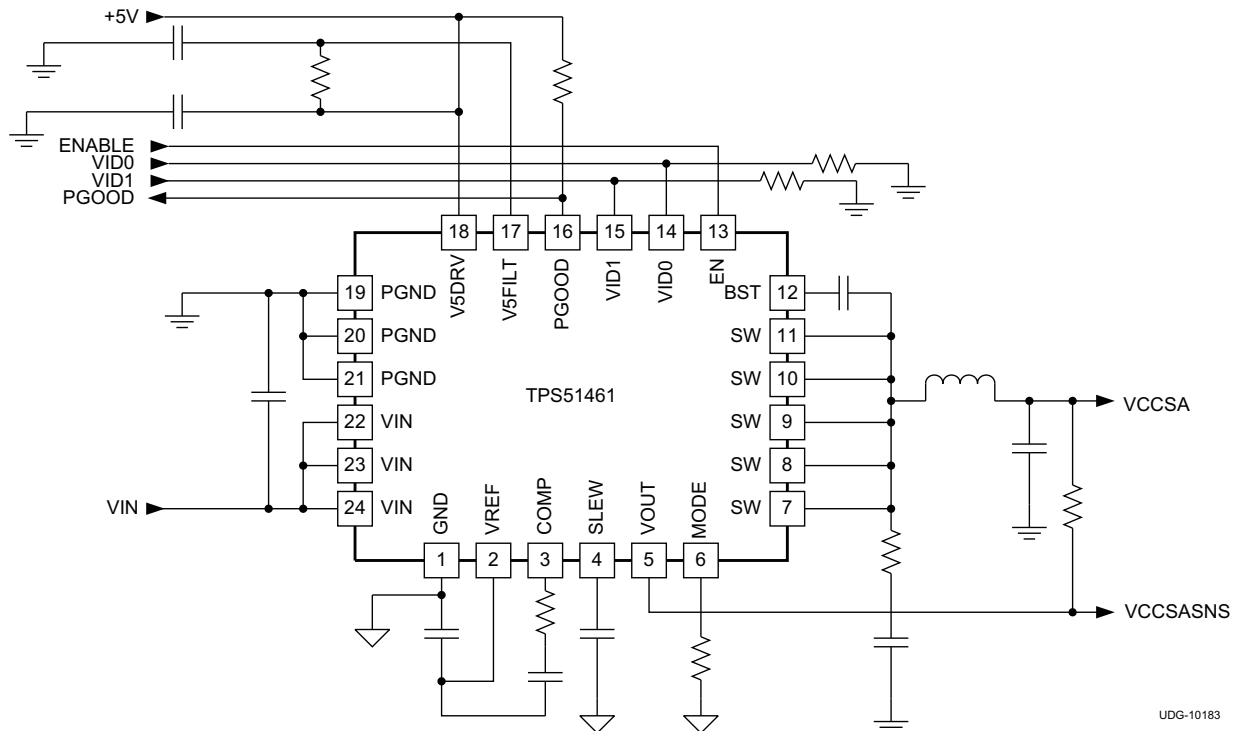 +5V
ENABLE
VID0
VID1
PGOOD
18 17 16 15 14 13
V5DRV
V5FILT
PGOOD
VID1
VID0
EN
19 PGND
20 PGND
21 PGND
22 VIN
23 VIN
24 VIN
VIN
TPS51461
BST 12
SW 11
SW 10
SW 9
SW 8
SW 7
VCCSA
VCCSASNS
GND
VREF
COMP
SLEW
VOUT
MODE
1 2 3 4 5 6
UDG-10183